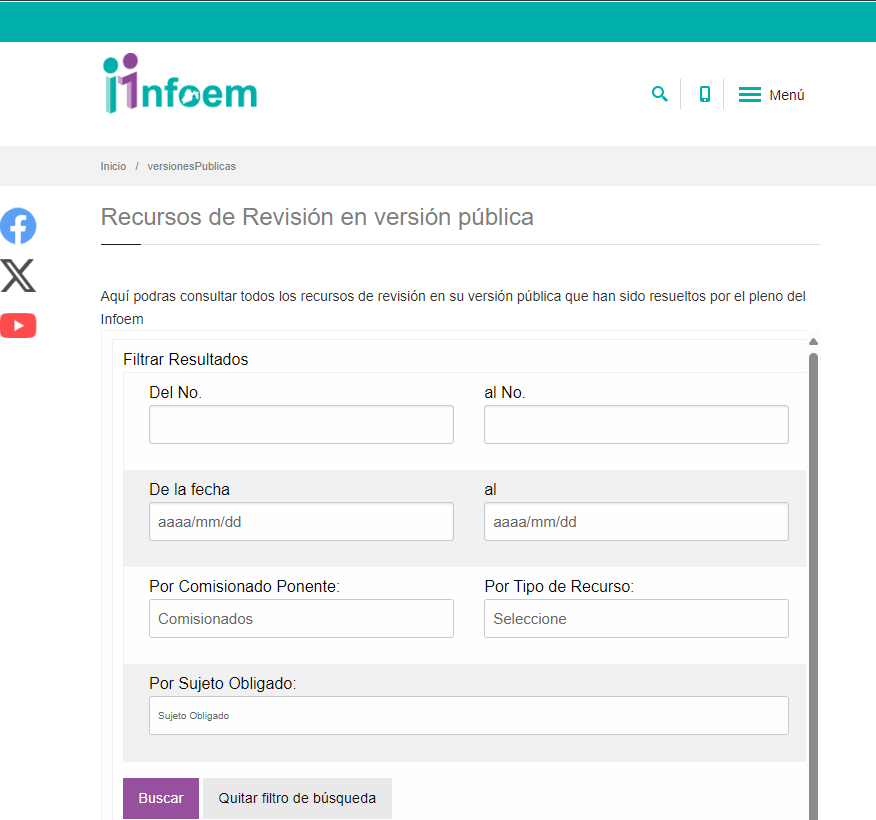 infoem
Menú
Inicio / versionesPublicas
Recursos de Revisión en versión pública
Aquí podras consultar todos los recursos de revisión en su versión pública que han sido resueltos por el pleno del
Infoem
Filtrar Resultados
Del No. al No.
De la fecha al
aaaa/mm/dd aaaa/mm/dd
Por Comisionado Ponente: Por Tipo de Recurso:
Comisionados Seleccione
Por Sujeto Obligado:
Sujeto Obligado
Buscar Quitar filtro de búsqueda